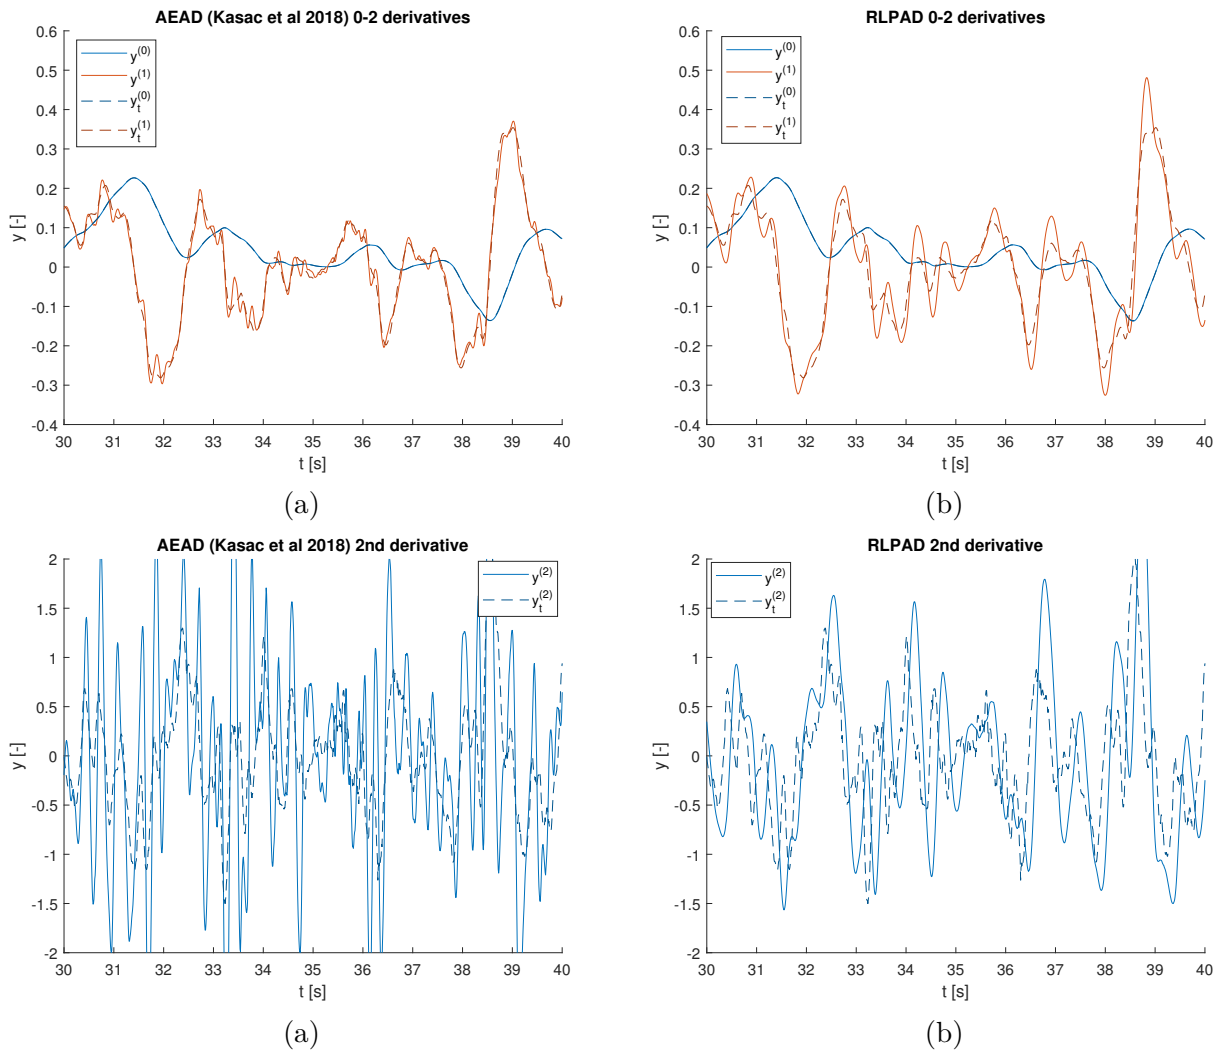 AEAD (Kasac et al 2018) 0-2 derivatives
0.6
0.5
0.4
0.3
0.2
0.1
0
-0.1
-0.2
-0.3
-0.4
y [-]
y(0)
y(1)
yt(0)
yt(1)
30 31 32 33 34 35 36 37 38 39 40
t [s]
(a)
RLPAD 0-2 derivatives
0.6
0.5
0.4
0.3
0.2
0.1
0
-0.1
-0.2
-0.3
-0.4
y [-]
y(0)
y(1)
yt(0)
yt(1)
30 31 32 33 34 35 36 37 38 39 40
t [s]
(b)
AEAD (Kasac et al 2018) 2nd derivative
2
1.5
1
0.5
0
-0.5
-1
-1.5
-2
y [-]
y(2)
yt(2)
30 31 32 33 34 35 36 37 38 39 40
t [s]
(a)
RLPAD 2nd derivative
2
1.5
1
0.5
0
-0.5
-1
-1.5
-2
y [-]
y(2)
yt(2)
30 31 32 33 34 35 36 37 38 39 40
t [s]
(b)